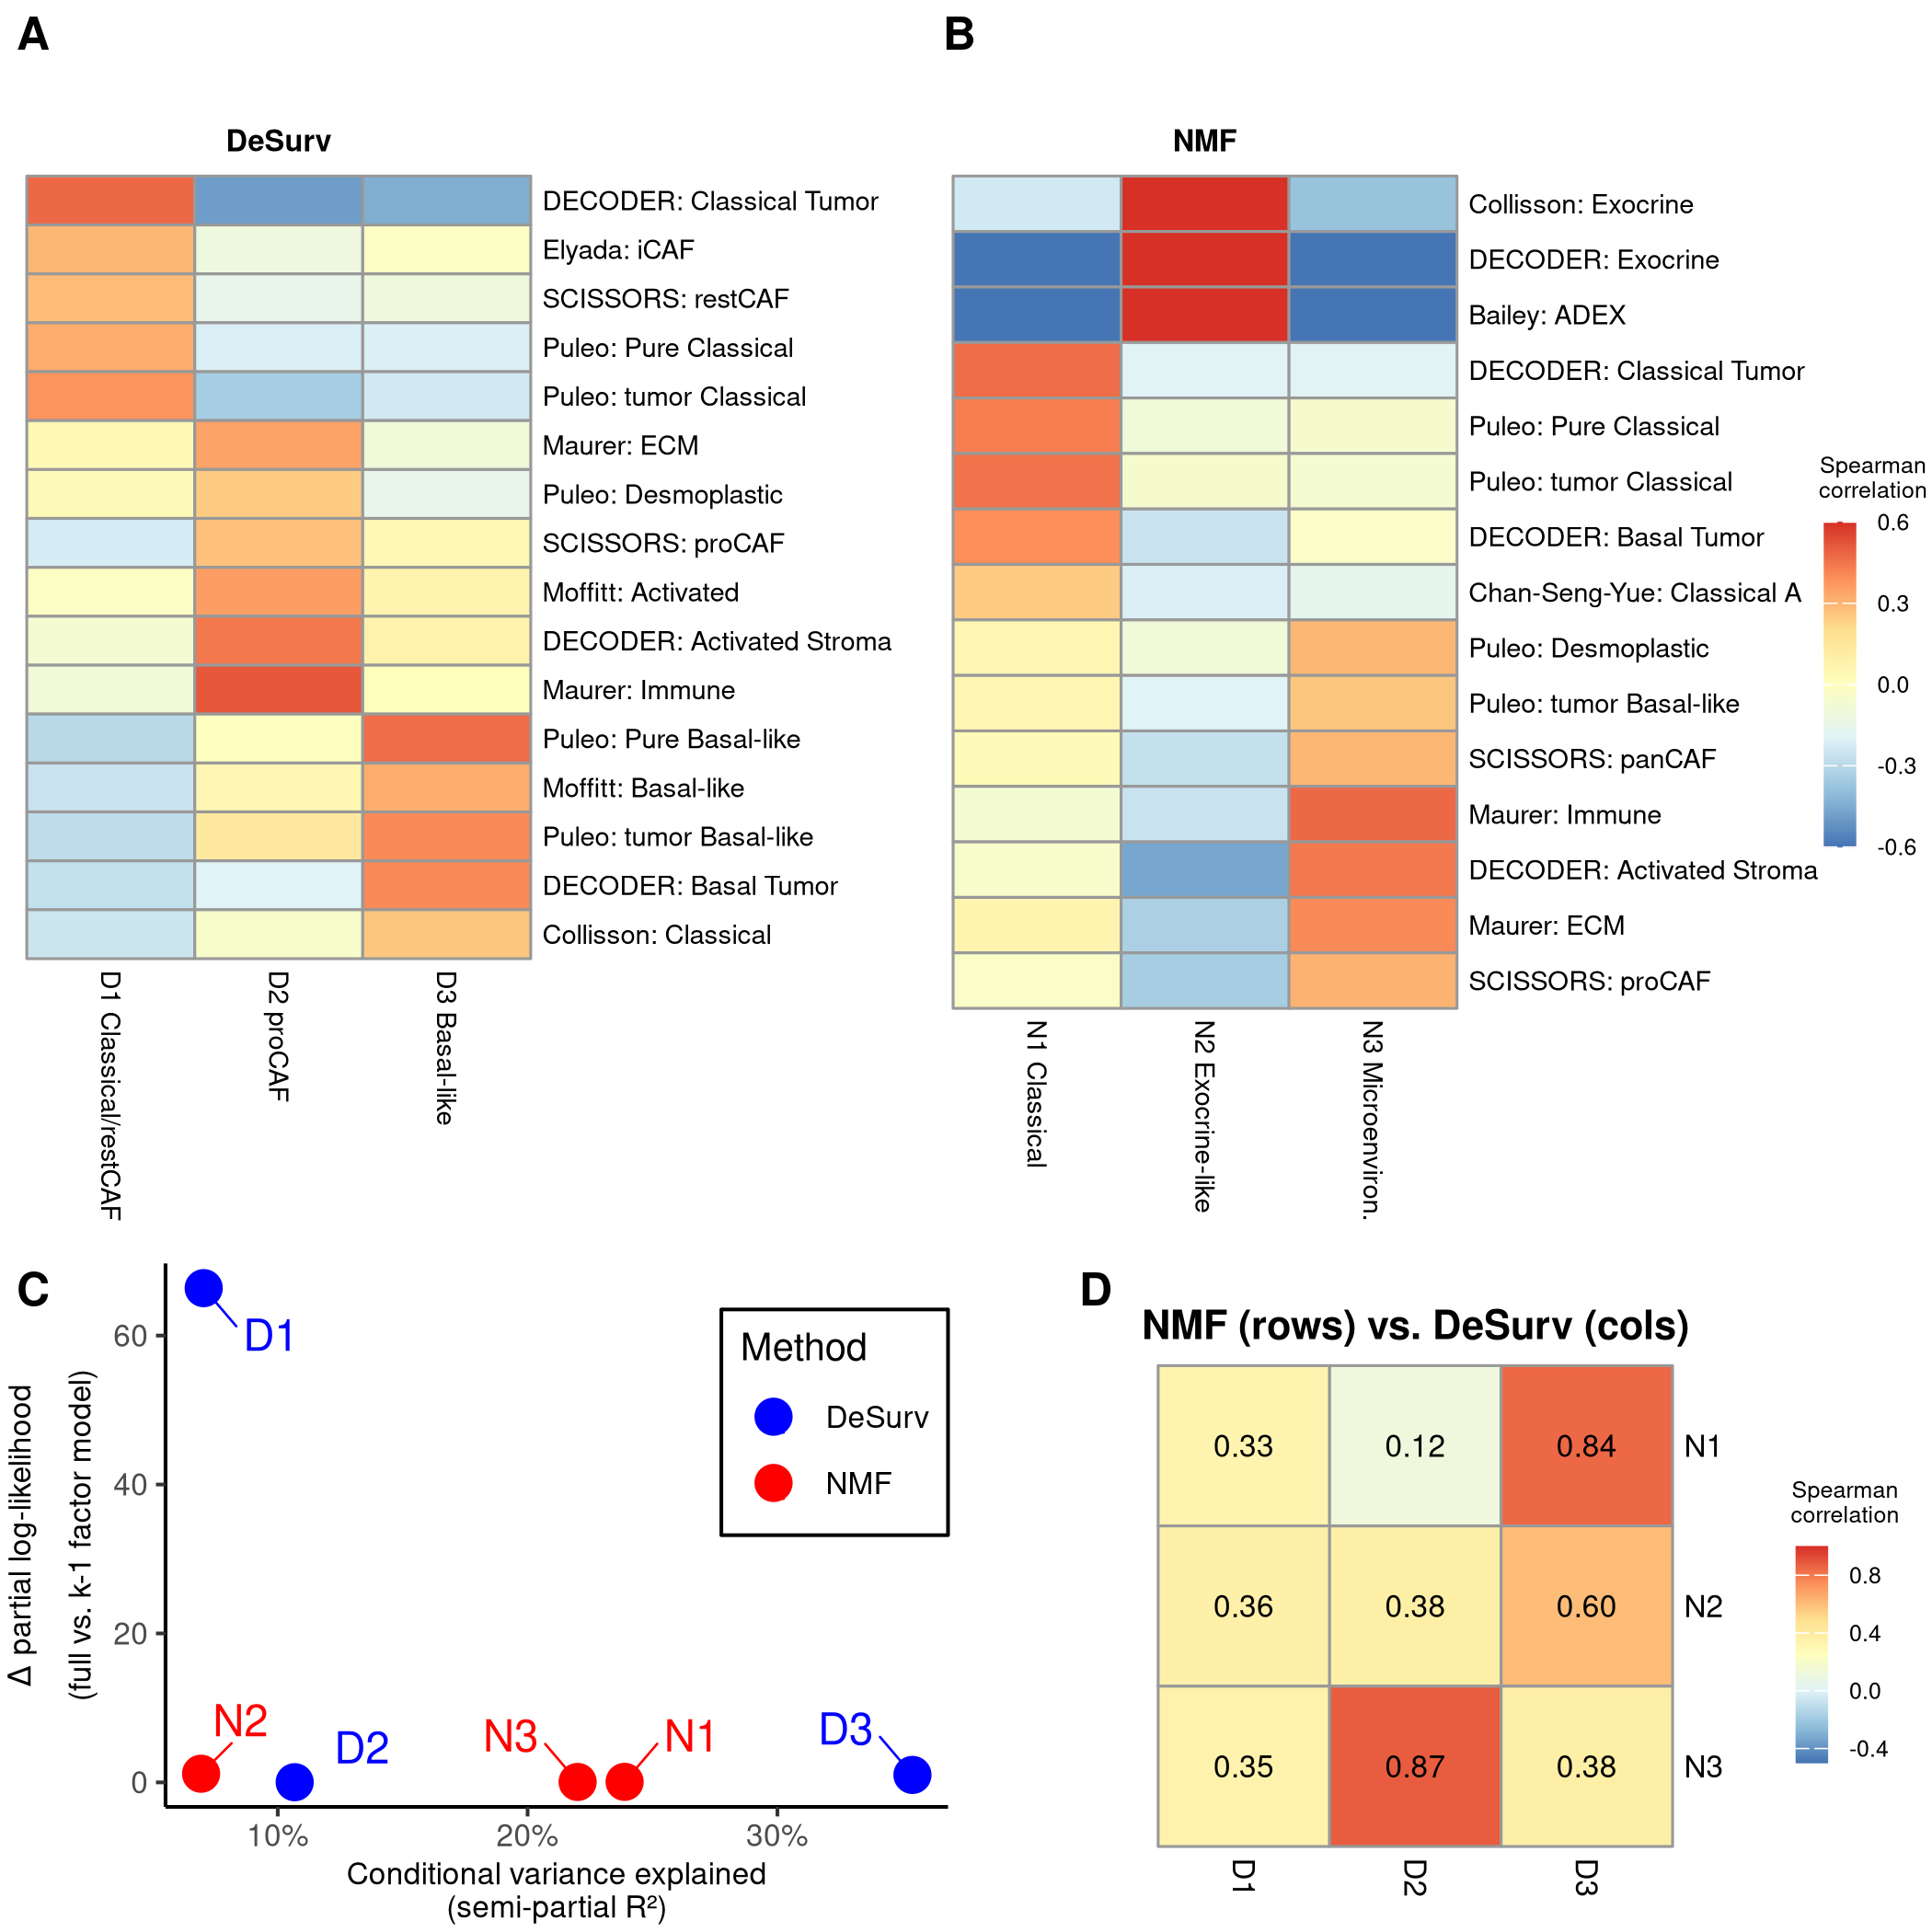 A
DeSurv
DECODER: Classical Tumor
Elyada: iCAF
SCISSORS: restCAF
Puleo: Pure Classical
Puleo: tumor Classical
Maurer: ECM
Puleo: Desmoplastic
SCISSORS: proCAF
Moffitt: Activated
DECODER: Activated Stroma
Maurer: Immune
Puleo: Pure Basal-like
Moffitt: Basal-like
Puleo: tumor Basal-like
DECODER: Basal Tumor
Collisson: Classical
D1 Classical/restCAF
D2 proCAF
D3 Basal-like
B
NMF
Collisson: Exocrine
DECODER: Exocrine
Bailey: ADEX
DECODER: Classical Tumor
Puleo: Pure Classical
Puleo: tumor Classical
DECODER: Basal Tumor
Chan-Seng-Yue: Classical A
Puleo: Desmoplastic
Puleo: tumor Basal-like
SCISSORS: panCAF
Maurer: Immune
DECODER: Activated Stroma
Maurer: ECM
SCISSORS: proCAF
N1 Classical
N2 Exocrine-like
N3 Microenviron.
Spearman
correlation
0.6
0.3
0.0
-0.3
-0.6
C
Δ partial log-likelihood
(full vs. k-1 factor model)
60
40
20
0
D1
N2
D2
N3
N1
D3
Method
DeSurv
NMF
10%
20%
30%
Conditional variance explained
(semi-partial R²)
D
NMF (rows) vs. DeSurv (cols)
0.33
0.12
0.84
N1
0.36
0.38
0.60
N2
0.35
0.87
0.38
N3
D1
D2
D3
Spearman
correlation
0.8
0.4
0.0
-0.4